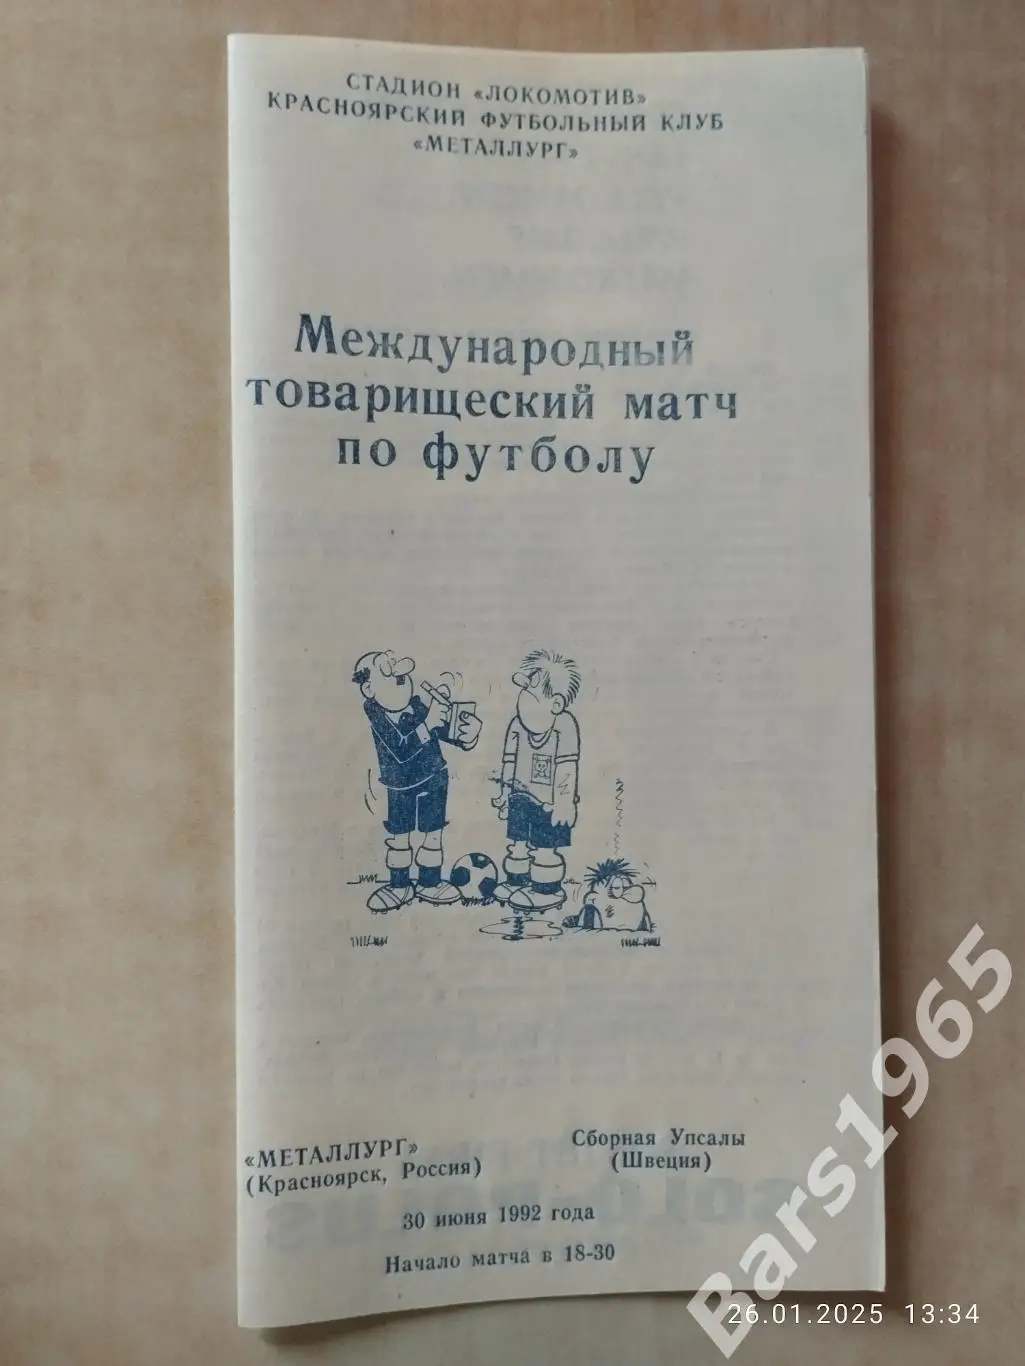 СТАДИОН «ЛОКОМОТИВ»
КРАСНОЯРСКИЙ ФУТБОЛЬНЫЙ КЛУБ
«МЕТАЛЛУРГ»
Международный
товарищеский матч
по футболу
«МЕТАЛЛУРГ»
(Красноярск, Россия)
Сборная Упсалы
(Швеция)
30 июня 1992 года
Начало матча в 18-30
Bars1965
26.01.2025 13:34